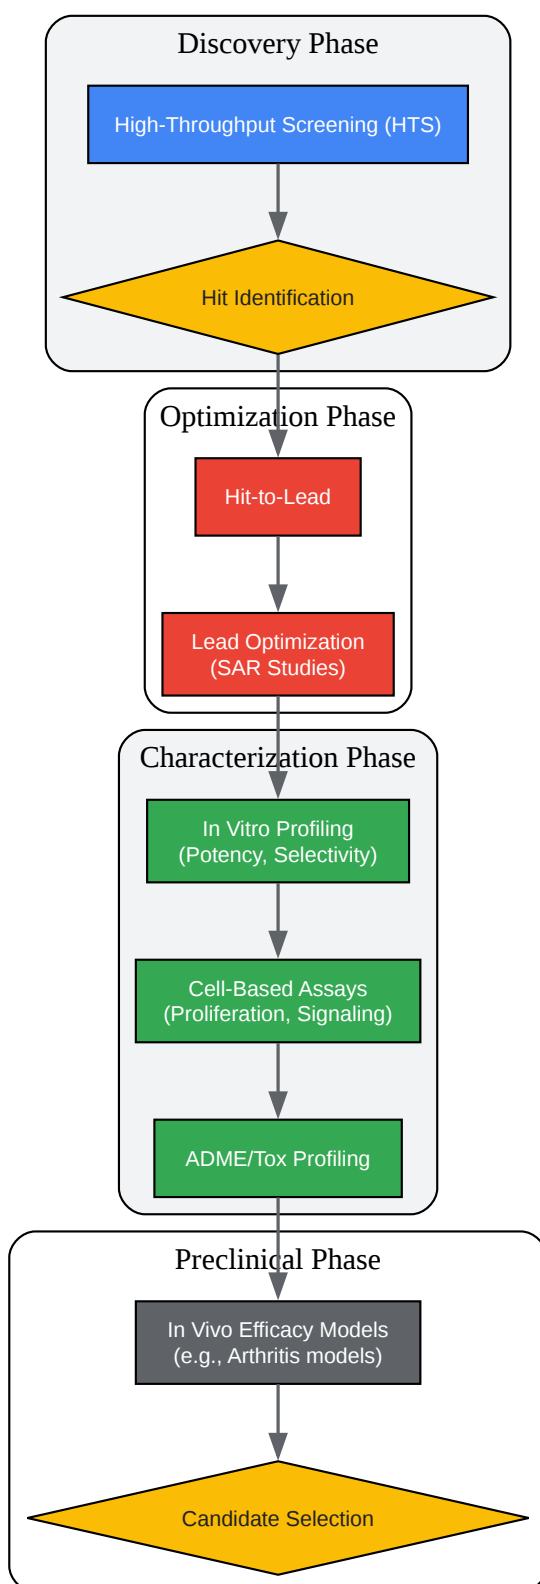 Discovery Phase
High-Throughput Screening (HTS)
Hit Identification
Optimization Phase
Hit-to-Lead
Lead Optimization
(SAR Studies)
Characterization Phase
In Vitro Profiling
(Potency, Selectivity)
Cell-Based Assays
(Proliferation, Signaling)
ADME/Tox Profiling
Preclinical Phase
In Vivo Efficacy Models
(e.g., Arthritis models)
Candidate Selection